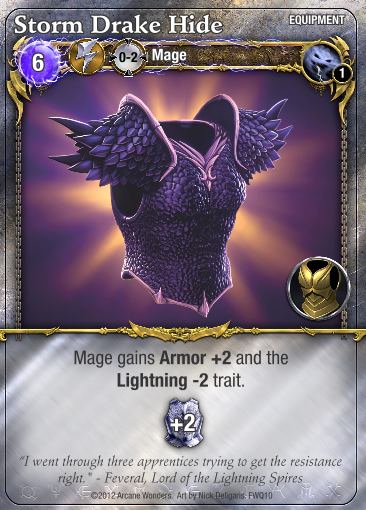 Storm Drake Hide EQUIPMENT
6 0-2 Mage 1
Mage gains Armor +2 and the
Lightning -2 trait.
+2
"I went through three apprentices trying to get the resistance
right." - Feveral, Lord of the Lightning Spires
©2012 Arcane Wonders. Art by Nick Deligaris. FWQ10